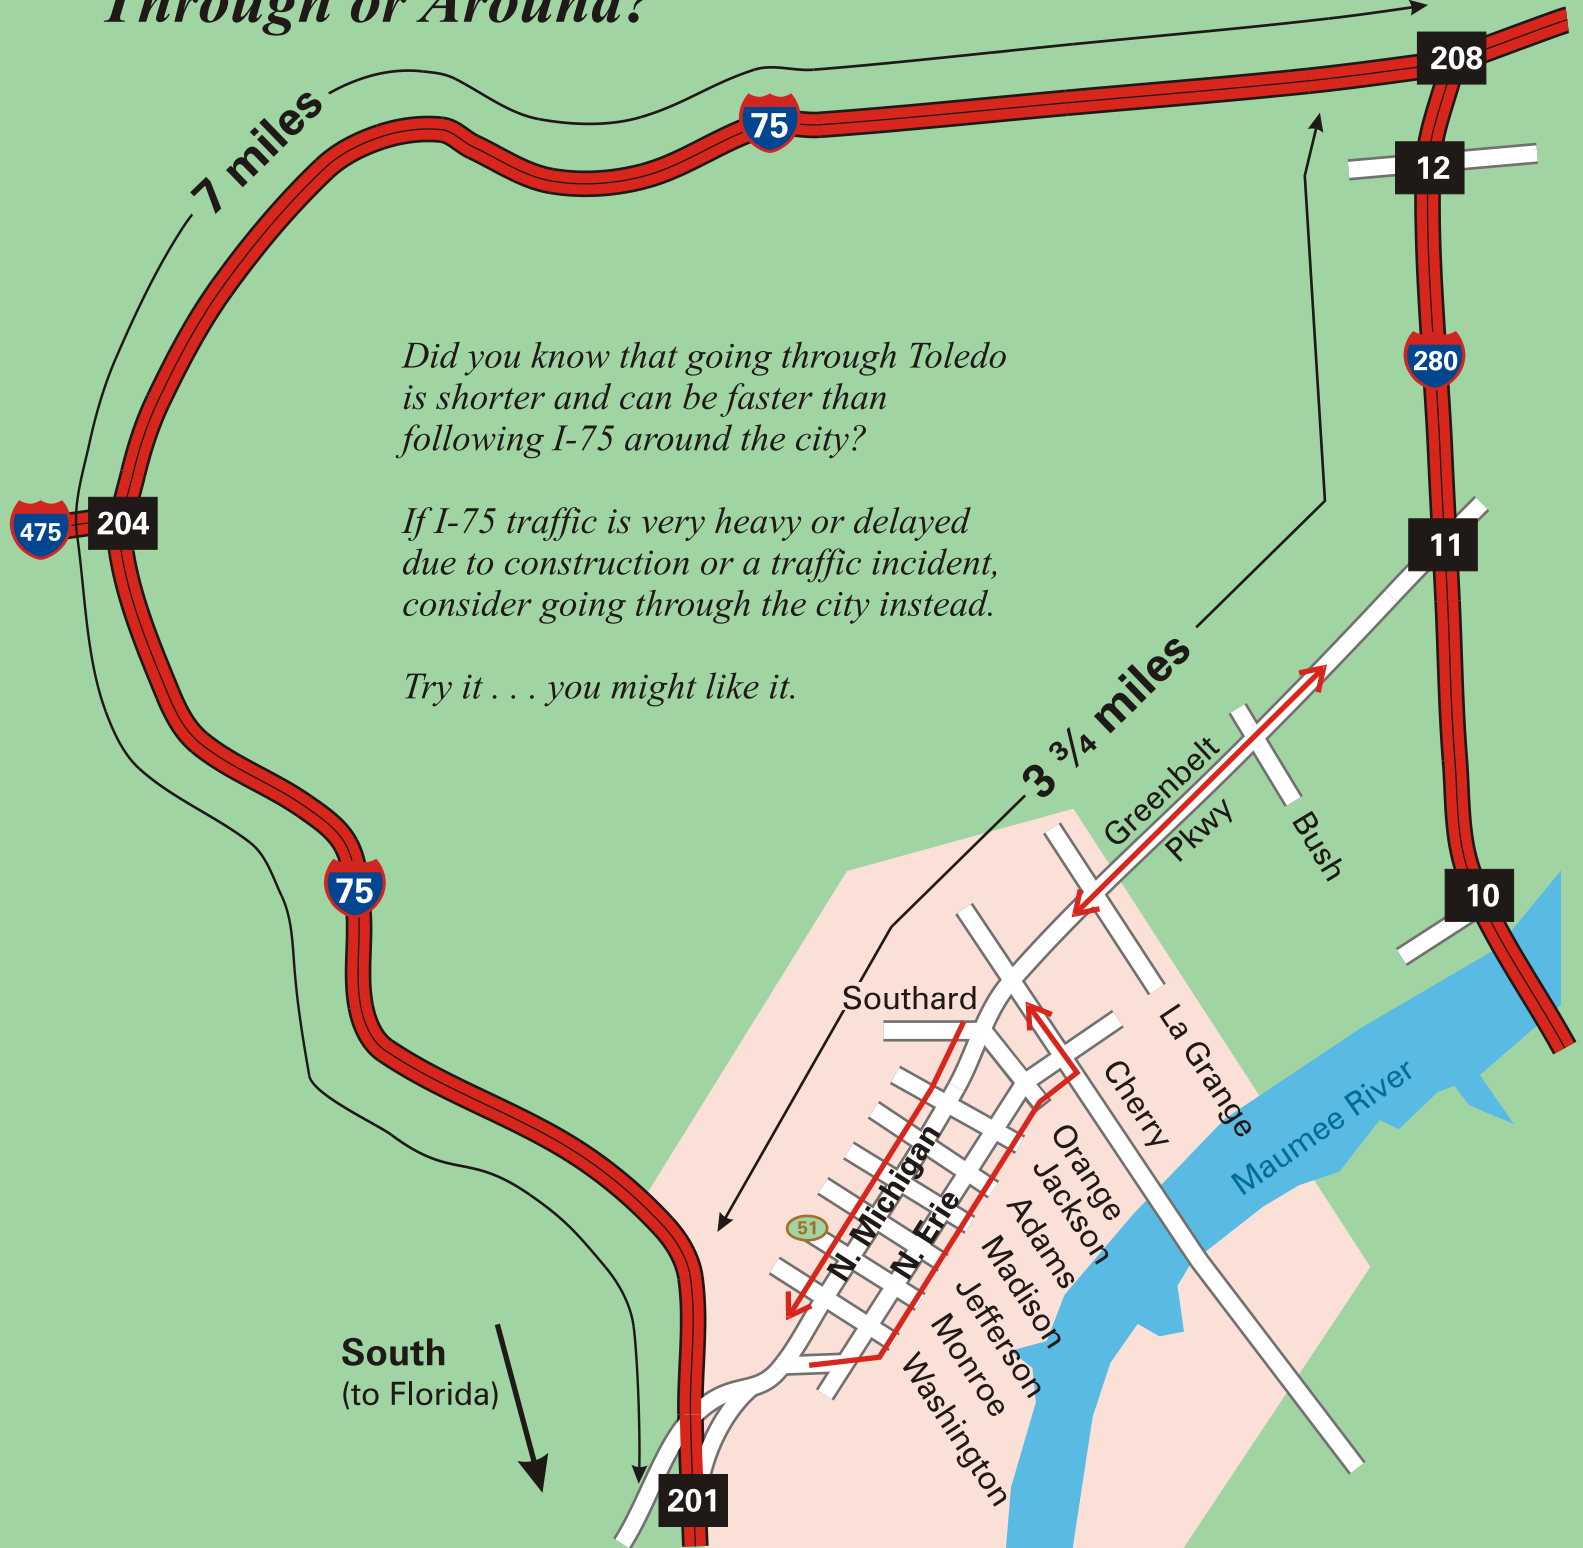 Through or Around?
208
7 miles
75
12
Did you know that going through Toledo
is shorter and can be faster than
following I-75 around the city?
280
If I-75 traffic is very heavy or delayed
due to construction or a traffic incident,
consider going through the city instead.
475
204
11
Try it . . . you might like it.
3 ¾ miles
Greenbelt
Pkwy
Bush
75
10
Southard
La Grange
Cherry
Maumee River
N. Michigan
N. Erie
51
Orange
Jackson
Adams
Madison
Jefferson
Monroe
Washington
South
(to Florida)
201